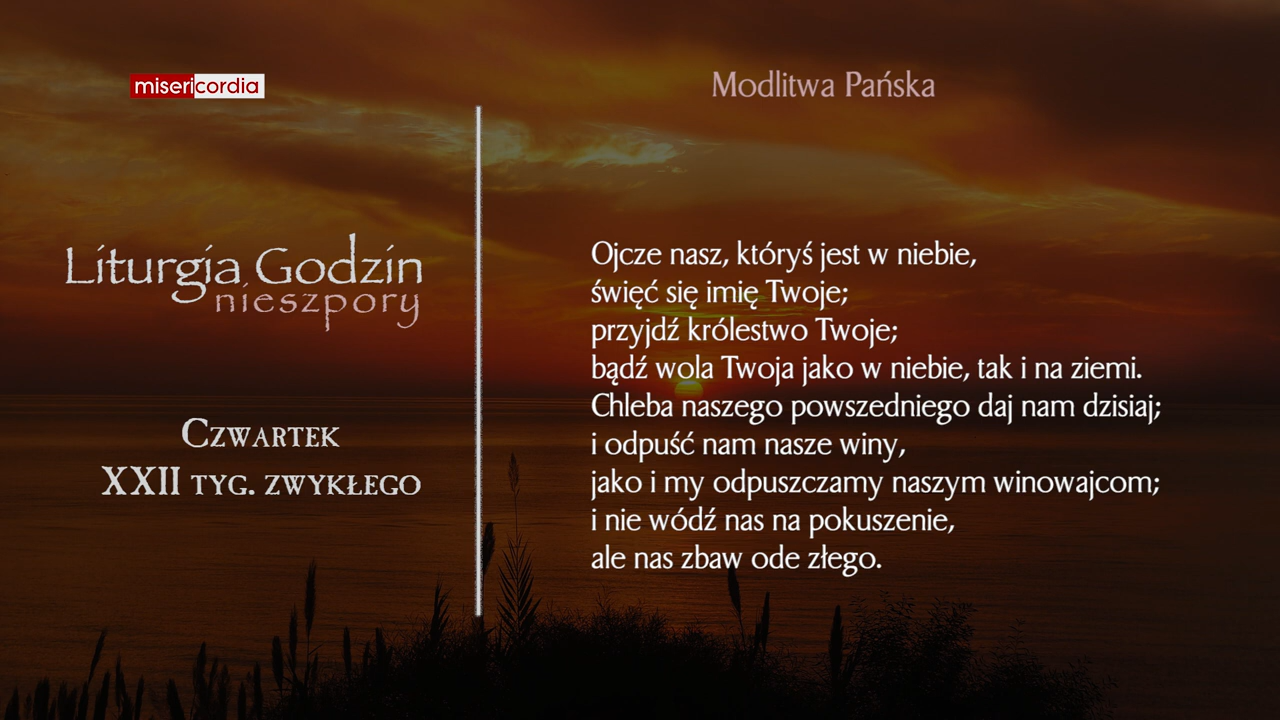 misericordia
Liturgia Godzin
nieszpory
Czwartek
XXII tyg. zwykłego
Modlitwa Pańska
Ojcze nasz, któryś jest w niebie,
święć się imię Twoje;
przyjdź królestwo Twoje;
bądź wola Twoja jako w niebie, tak i na ziemi.
Chleba naszego powszedniego daj nam dzisiaj;
i odpuść nam nasze winy,
jako i my odpuszczamy naszym winowajcom;
i nie wódź nas na pokuszenie,
ale nas zbaw ode złego.